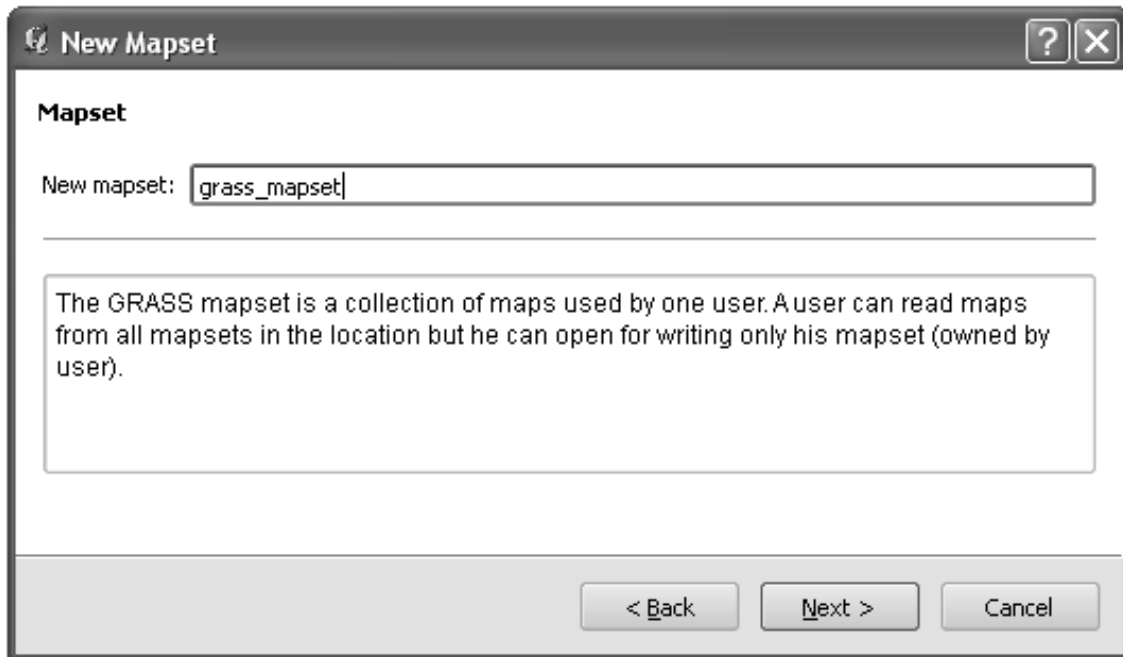 New Mapset
Mapset
New mapset: grass_mapset
The GRASS mapset is a collection of maps used by one user. A user can read maps
from all mapsets in the location but he can open for writing only his mapset (owned by
user).
< Back Next > Cancel